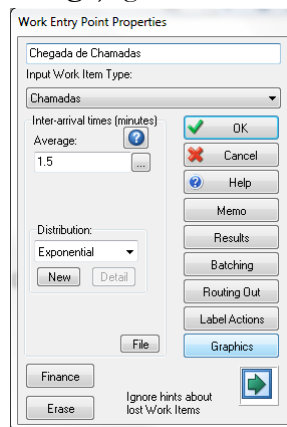 Work Entry Point Properties
Chegada de Chamadas
Input Work Item Type:
Chamadas
Inter-arrival times (minutes)
Average:
1.5
...
Distribution:
Exponential
New
Detail
File
OK
Cancel
Help
Memo
Results
Batching
Routing Out
Label Actions
Graphics
Finance
Erase
Ignore hints about
lost Work Items